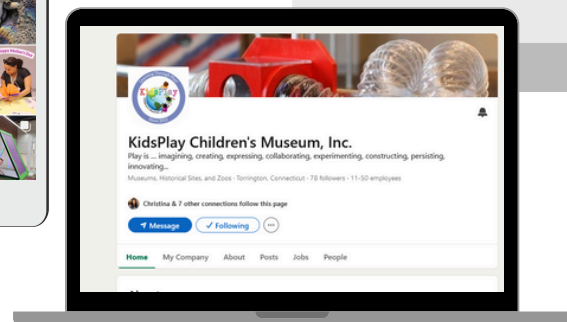 KidsPlay
KidsPlay Children's Museum, Inc.
Play is ... imagining, creating, expressing, collaborating, experimenting, constructing, persisting,
innovating...
Museums, Historical Sites, and Zoos · Torrington, Connecticut · 78 followers · 11-50 employees
Christina & 7 other connections follow this page
Message
Following
Home My Company About Posts Jobs People